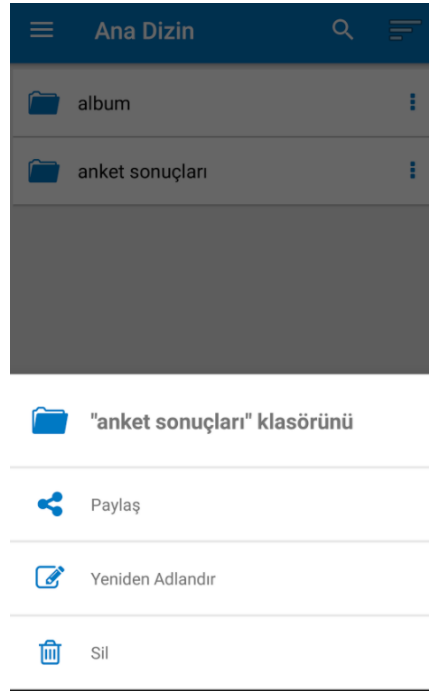 Ana Dizin
album
anket sonuçları
"anket sonuçları" klasörünü
Paylaş
Yeniden Adlandır
Sil